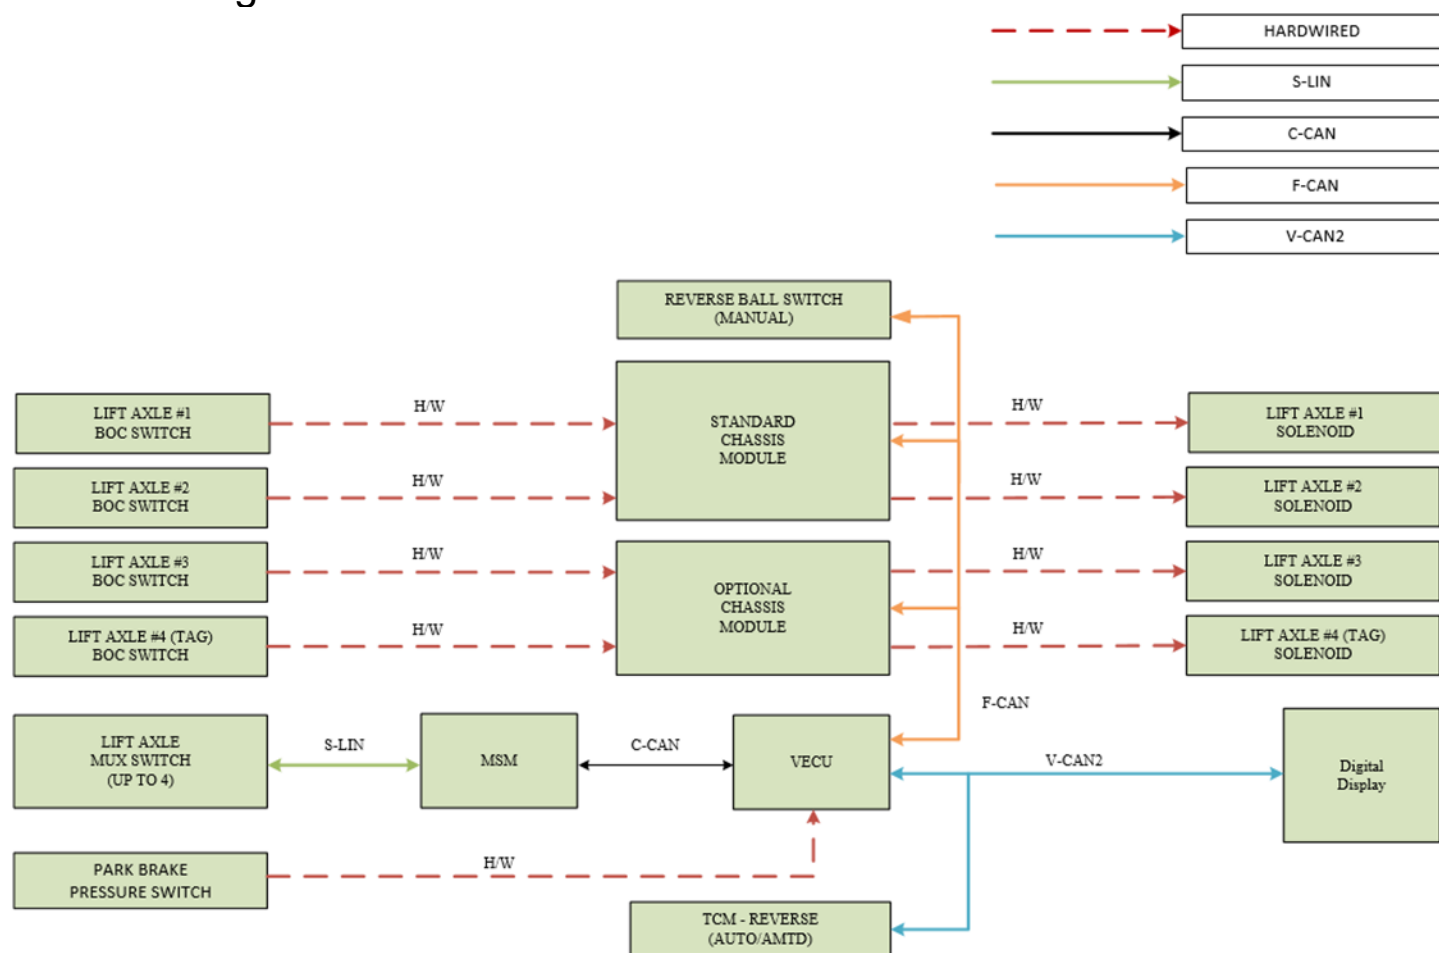 HARDWIRED
S-LIN
C-CAN
F-CAN
V-CAN2
REVERSE BALL SWITCH
(MANUAL)
LIFT AXLE #1
BOC SWITCH
H/W
STANDARD
CHASSIS
MODULE
H/W
LIFT AXLE #1
SOLENOID
LIFT AXLE #2
BOC SWITCH
H/W
H/W
LIFT AXLE #2
SOLENOID
LIFT AXLE #3
BOC SWITCH
H/W
OPTIONAL
CHASSIS
MODULE
H/W
LIFT AXLE #3
SOLENOID
LIFT AXLE #4 (TAG)
BOC SWITCH
H/W
H/W
LIFT AXLE #4 (TAG)
SOLENOID
F-CAN
LIFT AXLE
MUX SWITCH
(UP TO 4)
S-LIN
MSM
C-CAN
VECU
V-CAN2
Digital
Display
PARK BRAKE
PRESSURE SWITCH
H/W
TCM - REVERSE
(AUTO/AMTD)